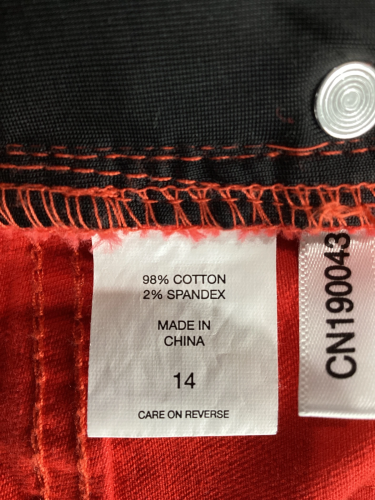 98% COTTON
2% SPANDEX
MADE IN
CHINA
14
CARE ON REVERSE
CN190043